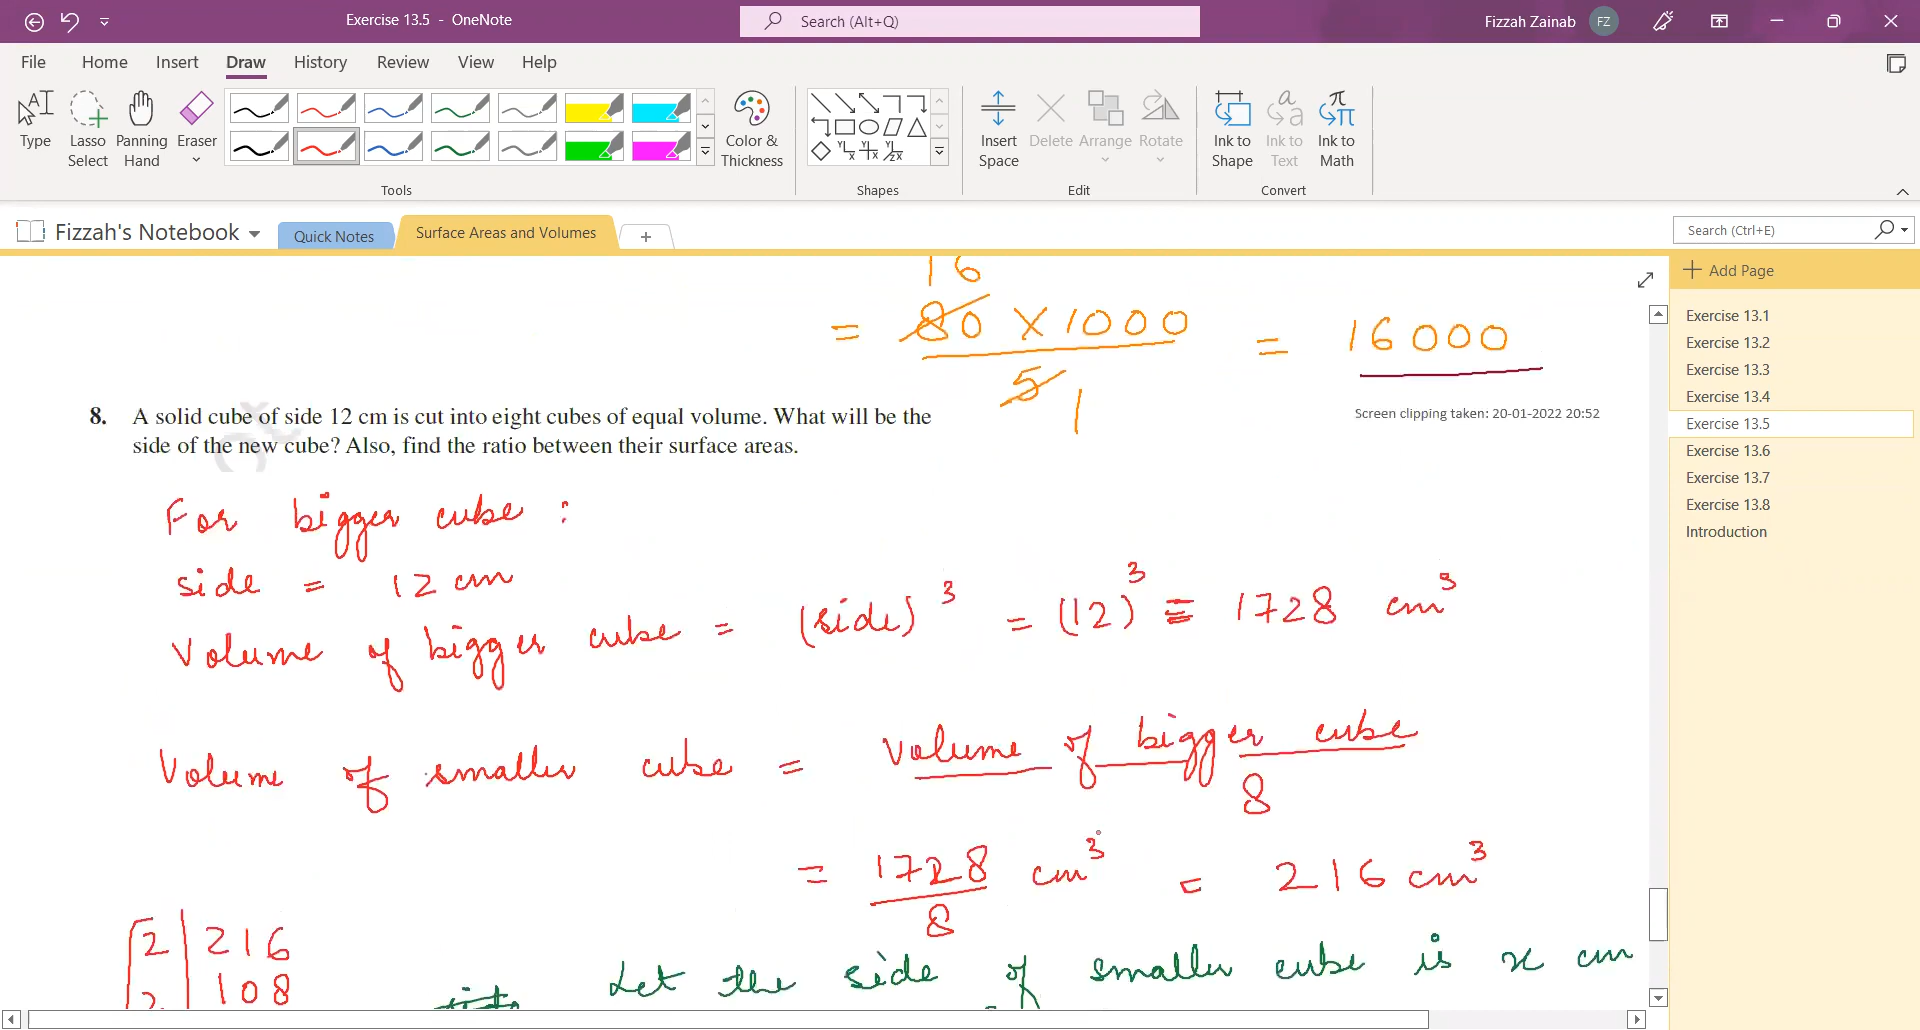 Exercise 13.5 - OneNote
Search (Alt+Q)
Fizzah Zainab
FZ
File Home Insert Draw History Review View Help
Type
Lasso Select
Panning Hand
Eraser
Color & Thickness
Insert Space
Delete
Arrange
Rotate
Ink to Shape
Ink to Text
Ink to Math
Tools
Shapes
Edit
Convert
Fizzah's Notebook
Quick Notes
Surface Areas and Volumes
+
Search (Ctrl+E)
Add Page
Exercise 13.1
Exercise 13.2
Exercise 13.3
Exercise 13.4
Exercise 13.5
Exercise 13.6
Exercise 13.7
Exercise 13.8
Introduction
16
= 80 × 1000 = 16000
5 1
Screen clipping taken: 20-01-2022 20:52
8. A solid cube of side 12 cm is cut into eight cubes of equal volume. What will be the
side of the new cube? Also, find the ratio between their surface areas.
For bigger cube :
side = 12 cm
Volume of bigger cube = (side)³ = (12)³ = 1728 cm³
Volume of smaller cube = Volume of bigger cube
8
= 1728 cm³ = 216 cm³
8
2 | 216
2 | 108
Let the side of smaller cube is x cm